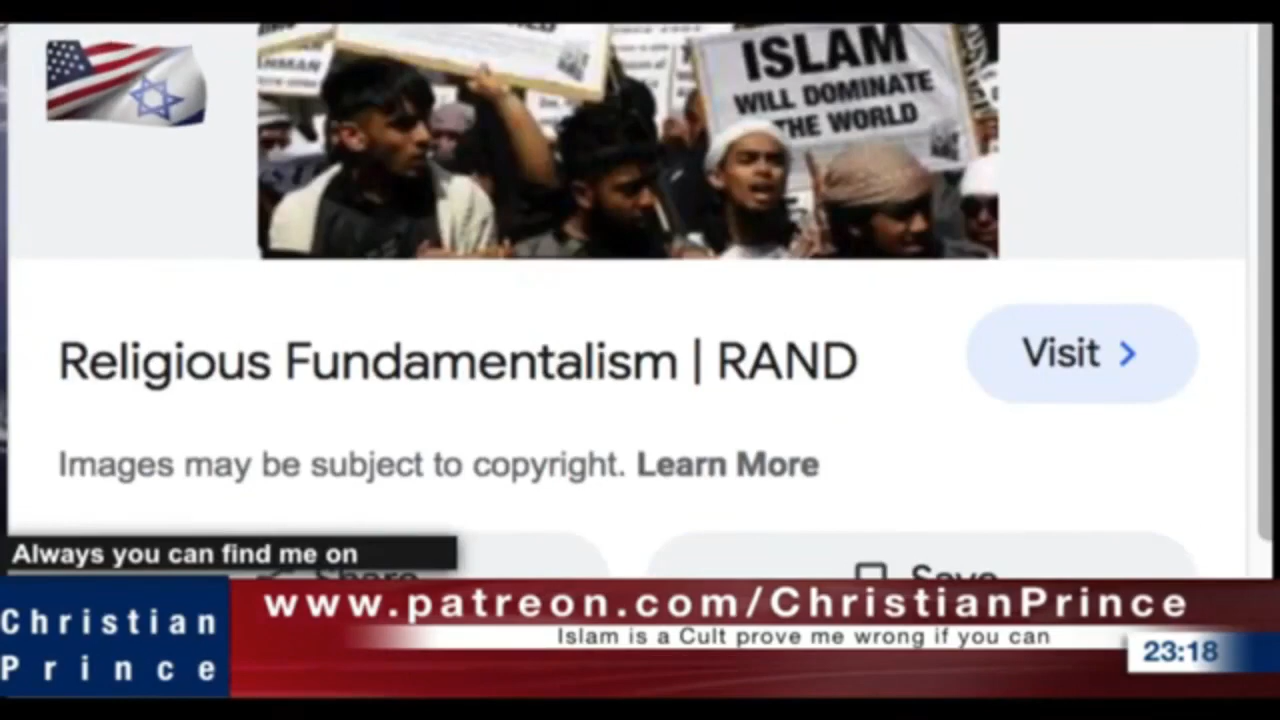 ISLAM
WILL DOMINATE
THE WORLD
Religious Fundamentalism | RAND
Visit
Images may be subject to copyright. Learn More
Share
Save
Always you can find me on
www.patreon.com/ChristianPrince
Christian
Prince
Islam is a Cult prove me wrong if you can
23:18